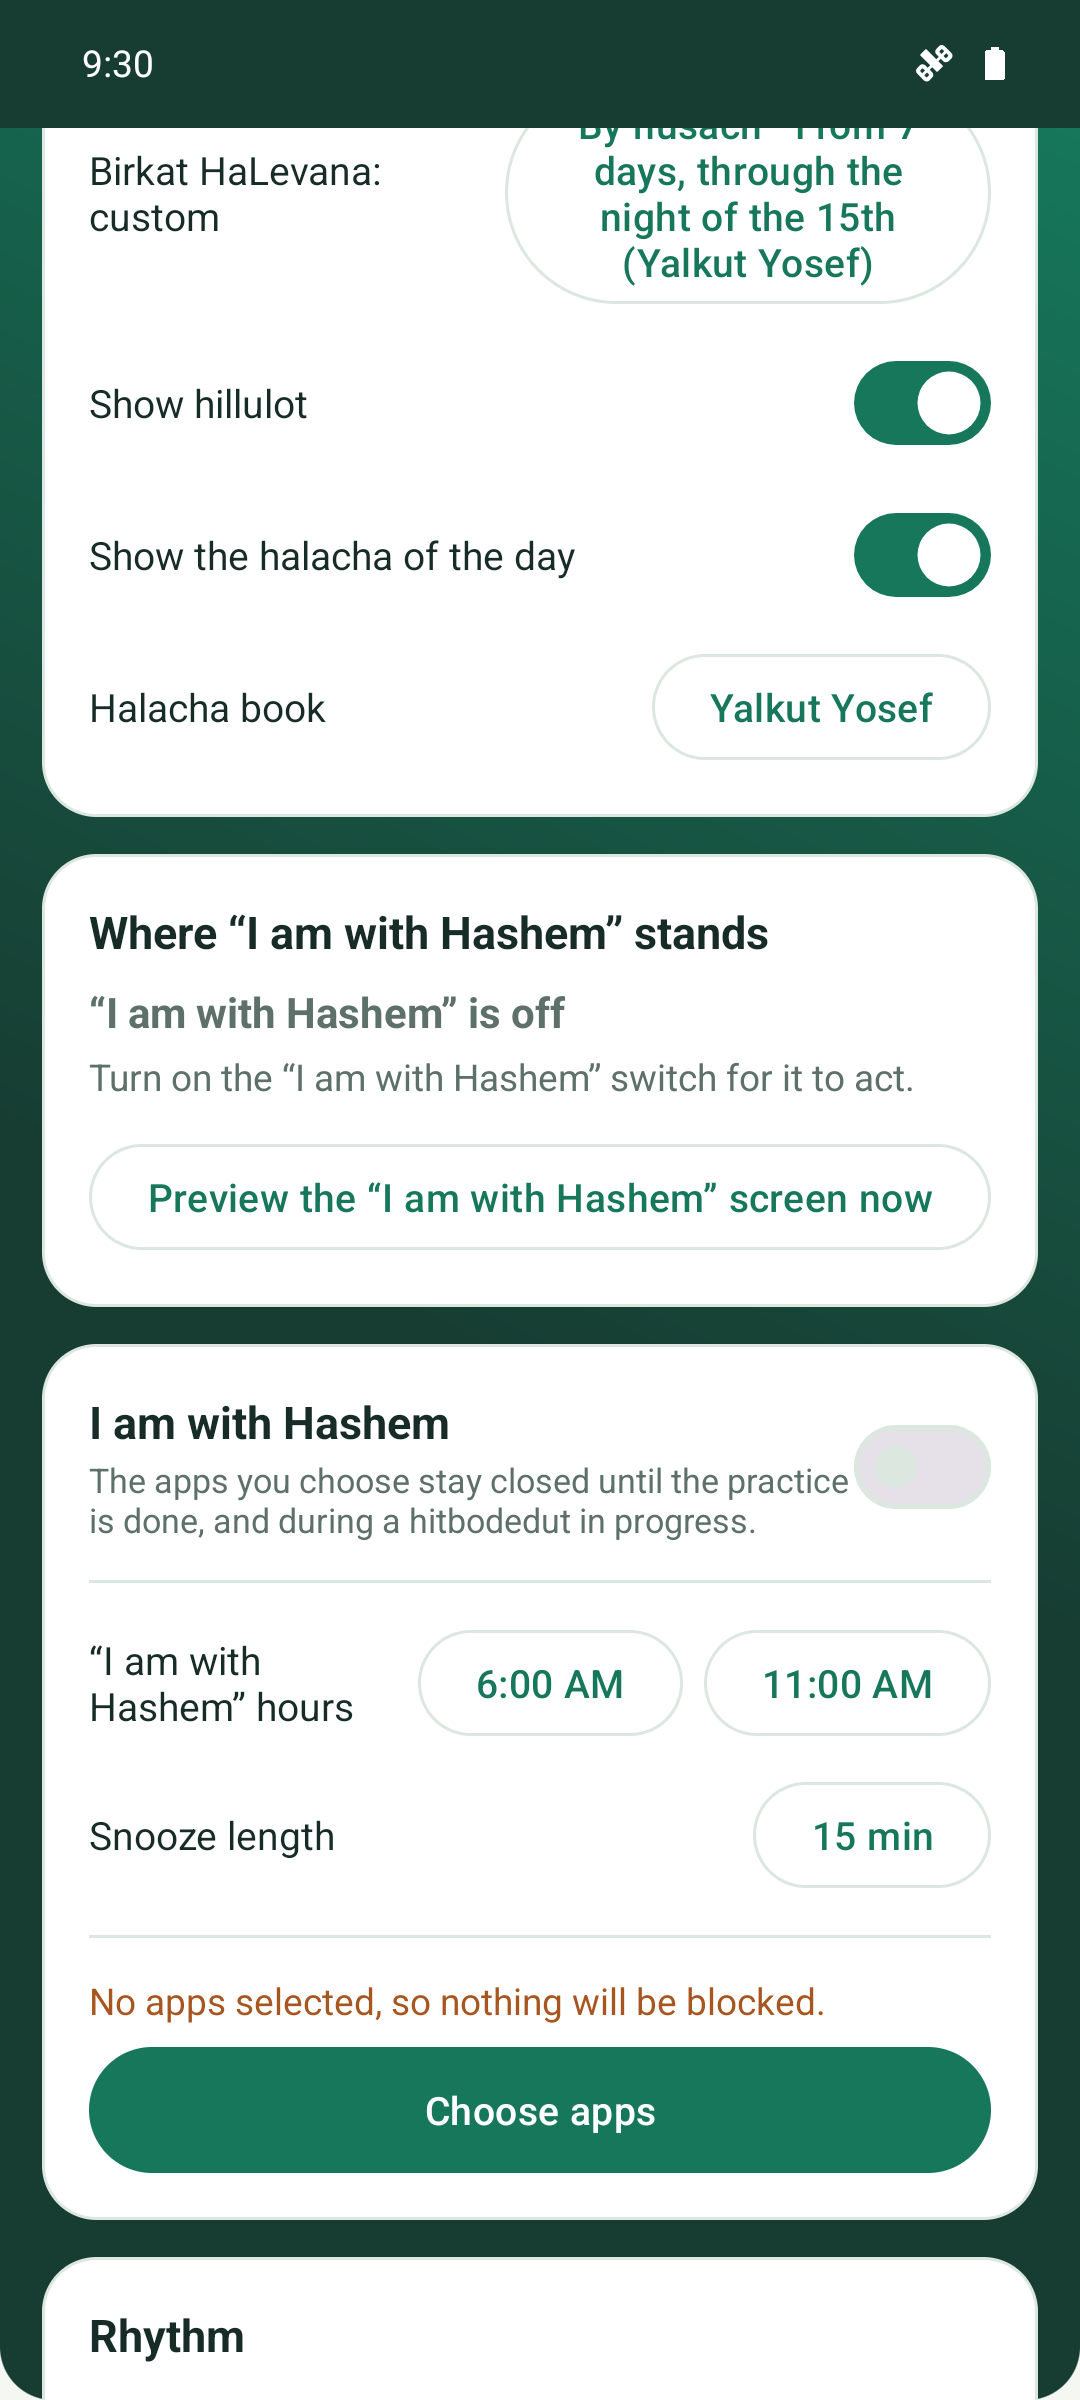 9:30
By nusach · From 7
days, through the
night of the 15th
(Yalkut Yosef)
Birkat HaLevana:
custom
Show hillulot
Show the halacha of the day
Halacha book
Yalkut Yosef
Where “I am with Hashem” stands
“I am with Hashem” is off
Turn on the “I am with Hashem” switch for it to act.
Preview the “I am with Hashem” screen now
I am with Hashem
The apps you choose stay closed until the practice
is done, and during a hitbodedut in progress.
“I am with
Hashem” hours
6:00 AM
11:00 AM
Snooze length
15 min
No apps selected, so nothing will be blocked.
Choose apps
Rhythm